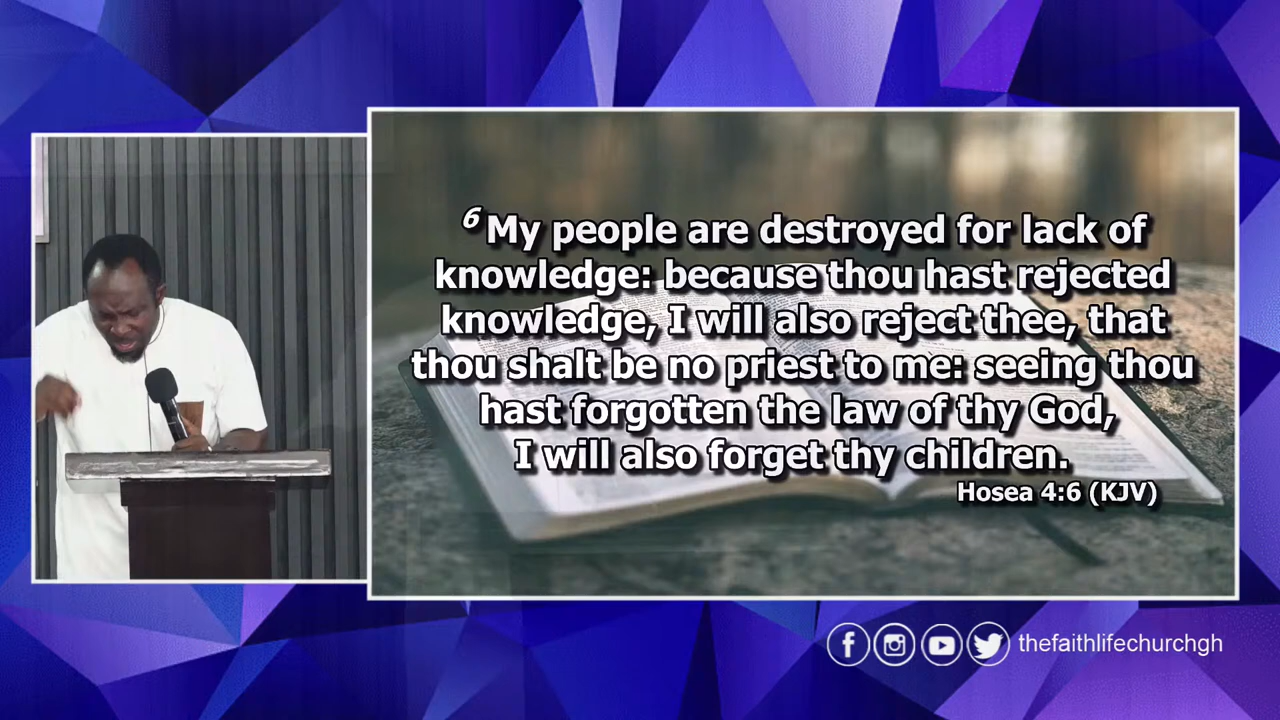 6 My people are destroyed for lack of
knowledge: because thou hast rejected
knowledge, I will also reject thee, that
thou shalt be no priest to me: seeing thou
hast forgotten the law of thy God,
I will also forget thy children.
Hosea 4:6 (KJV)
thefaithlifechurchgh